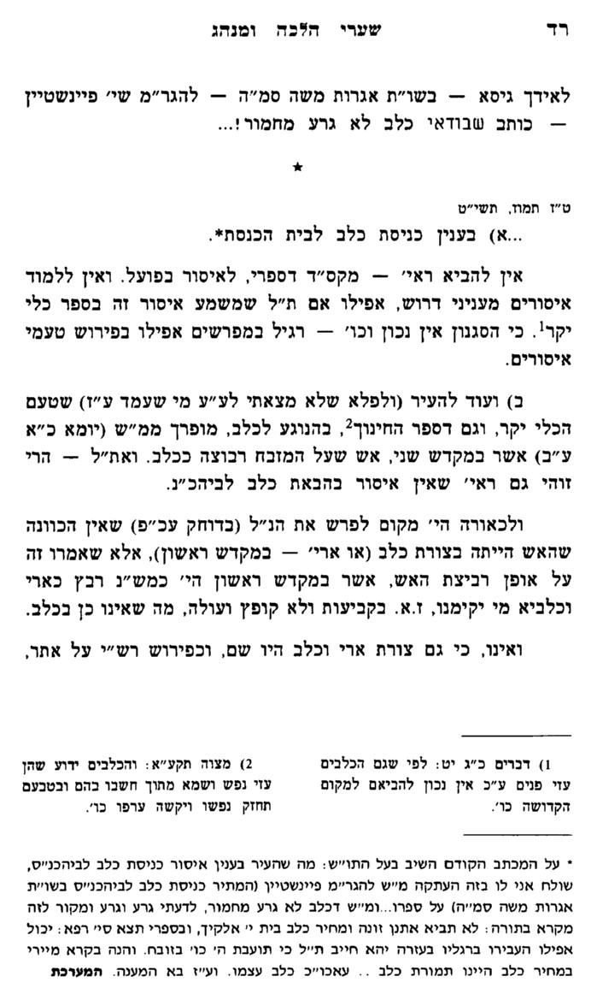 רד שערי הלכה ומנהג
לאידך גיסא — בשו״ת אגרות משה סמ״ה — להגר״מ שי׳ פיינשטיין
— כותב שבודאי כלב לא גרע מחמור!...
★
ט״ז תמוז, תשי״ט
...א) בענין כניסת כלב לבית הכנסת*.
אין להביא ראי׳ — מקס״ד דספרי, לאיסור בפועל. ואין ללמוד
איסורים מעניני דרוש, אפילו אם ת״ל שמשמע איסור זה בספר כלי
יקר1. כי הסגנון אין נכון וכו׳ — רגיל במפרשים אפילו בפירוש טעמי
איסורים.
ב) ועוד להעיר (ולפלא שלא מצאתי לע״ע מי שעמד ע״ז) שטעם
הכלי יקר, וגם דספר החינוך2, בהנוגע לכלב, מופרך ממ״ש (יומא כ״א
ע״ב) אשר במקדש שני, אש שעל המזבח רבוצה ככלב. ואת״ל — הרי
זוהי גם ראי׳ שאין איסור בהבאת כלב לביהכ״נ.
ולכאורה הי׳ מקום לפרש את הנ״ל (בדוחק עכ״פ) שאין הכוונה
שהאש הייתה בצורת כלב (או ארי׳ — במקדש ראשון), אלא שאמרו זה
על אופן רביצת האש, אשר במקדש ראשון הי׳ כמש״נ רבץ כארי
וכלביא מי יקימנו, ז.א. בקביעות ולא קופץ ועולה, מה שאינו כן בכלב.
ואינו, כי גם צורת ארי וכלב היו שם, וכפירוש רש״י על אתר,
1) דברים כ״ג יט: לפי שגם הכלבים
עזי פנים ע״כ אין נכון להביאם למקום
הקדושה כו׳.
2) מצוה תקע״א: והכלבים ידוע שהן
עזי נפש ושמא מתוך חשבו בהם ובטבעם
תחזק נפשו ויקשה ערפו כו׳.
* על המכתב הקודם השיב בעל התו״ש: מה שהעיר בענין איסור כניסת כלב לביהכנ״ס,
שולח אני לו בזה העתקה מ״ש להגר״מ פיינשטיין (המתיר כניסת כלב לביהכנ״ס בשו״ת
אגרות משה סמ״ה) על ספרו...ומ״ש דכלב לא גרע מחמור, לדעתי גרע וגרע ומקור לזה
מקרא בתורה: לא תביא אתנן זונה ומחיר כלב בית י׳ אלקיך, ובספרי תצא סי׳ רפא: יכול
אפילו העבירו ברגליו בעזרה יהא חייב ת״ל כי תועבת ה׳ כו׳ בזובח. והנה בקרא מיירי
במחיר כלב היינו תמורת כלב .. עאכו״כ כלב עצמו. וע״ז בא המענה. המערכת